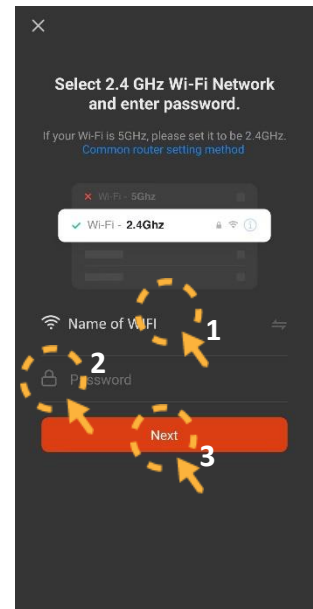 Select 2.4 GHz Wi-Fi Network
and enter password.
If your Wi-Fi is 5GHz, please set it to be 2.4GHz.
Common router setting method
Wi-Fi - 5Ghz
Wi-Fi - 2.4Ghz
Name of WIFI
1
2
Password
Next
3